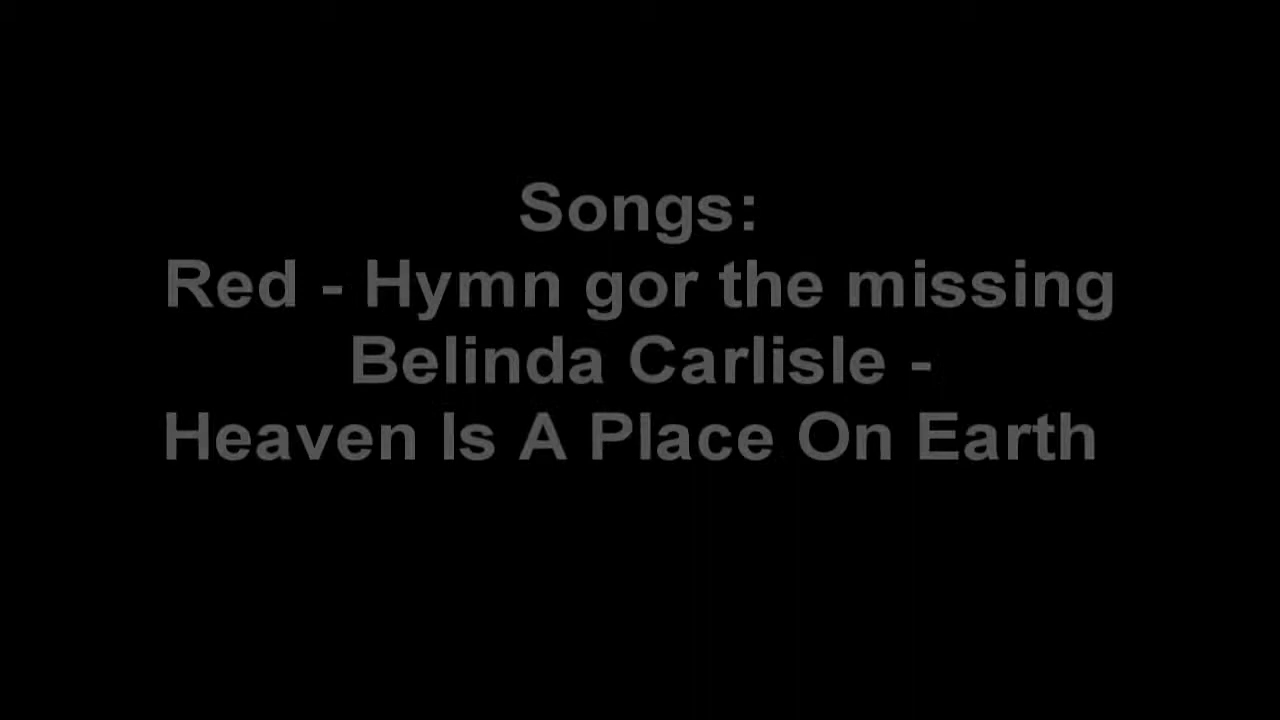 Songs:
Red - Hymn gor the missing
Belinda Carlisle -
Heaven Is A Place On Earth